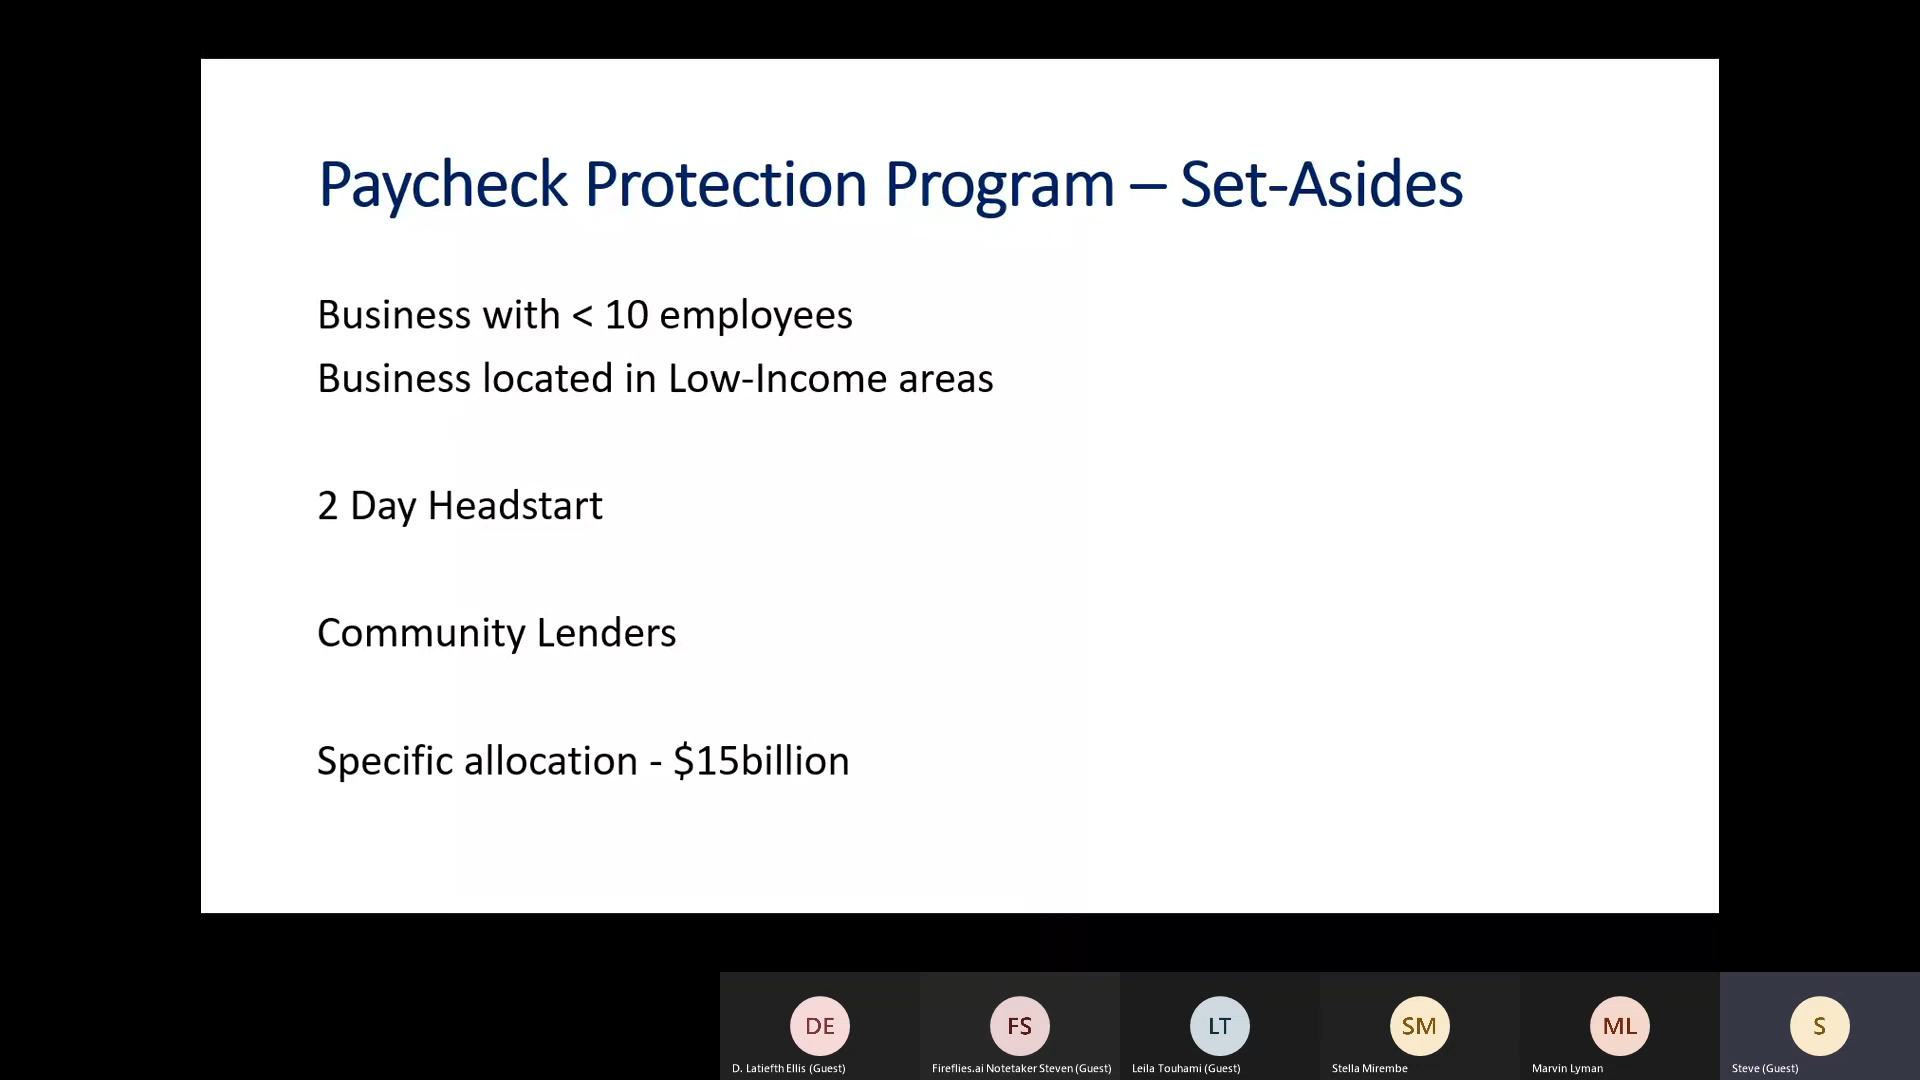 Paycheck Protection Program – Set-Asides
Business with < 10 employees
Business located in Low-Income areas
2 Day Headstart
Community Lenders
Specific allocation - $15billion
DE
FS
LT
SM
ML
S
D. Latiefth Ellis (Guest)
Fireflies.ai Notetaker Steven (Guest)
Leila Touhami (Guest)
Stella Mirembe
Marvin Lyman
Steve (Guest)